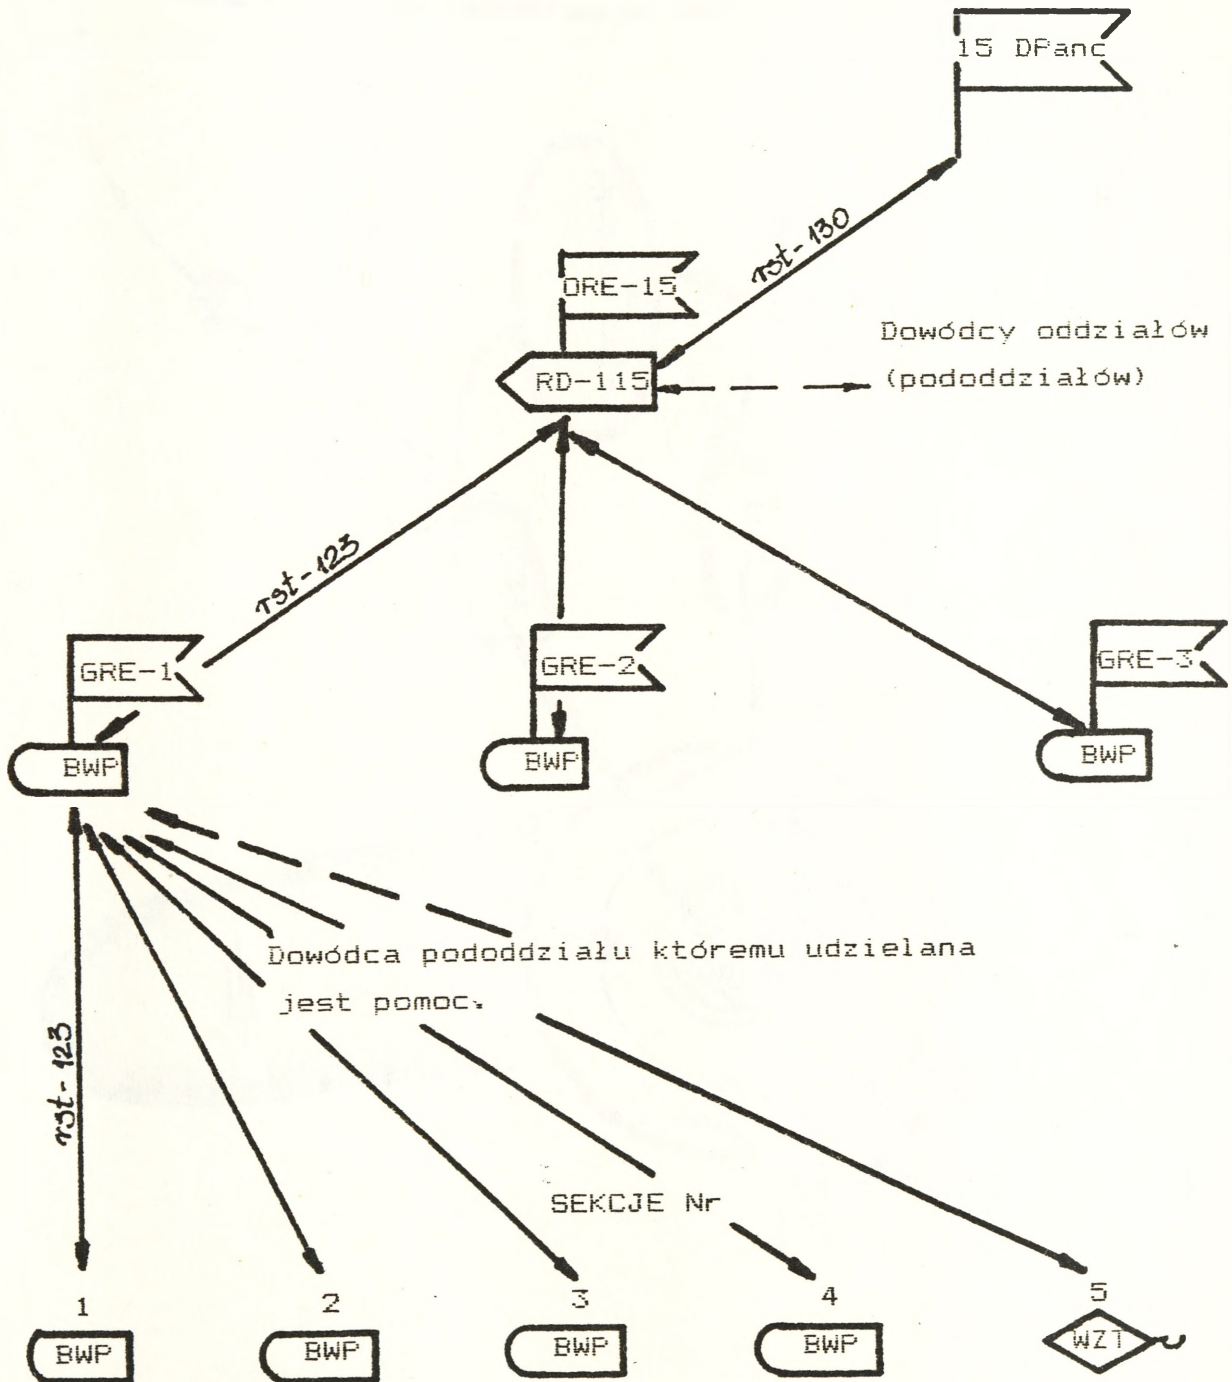 15 DPanc
rst-130
ORE-15
Dowódcy oddziałów
RD-115
(pododdziałów)
rst-123
GRE-1
GRE-2
GRE-3
BWP
BWP
BWP
Dowódca pododdziału któremu udzielana
jest pomoc.
rst-123
SEKCJE Nr
1
2
3
4
5
BWP
BWP
BWP
BWP
WZT